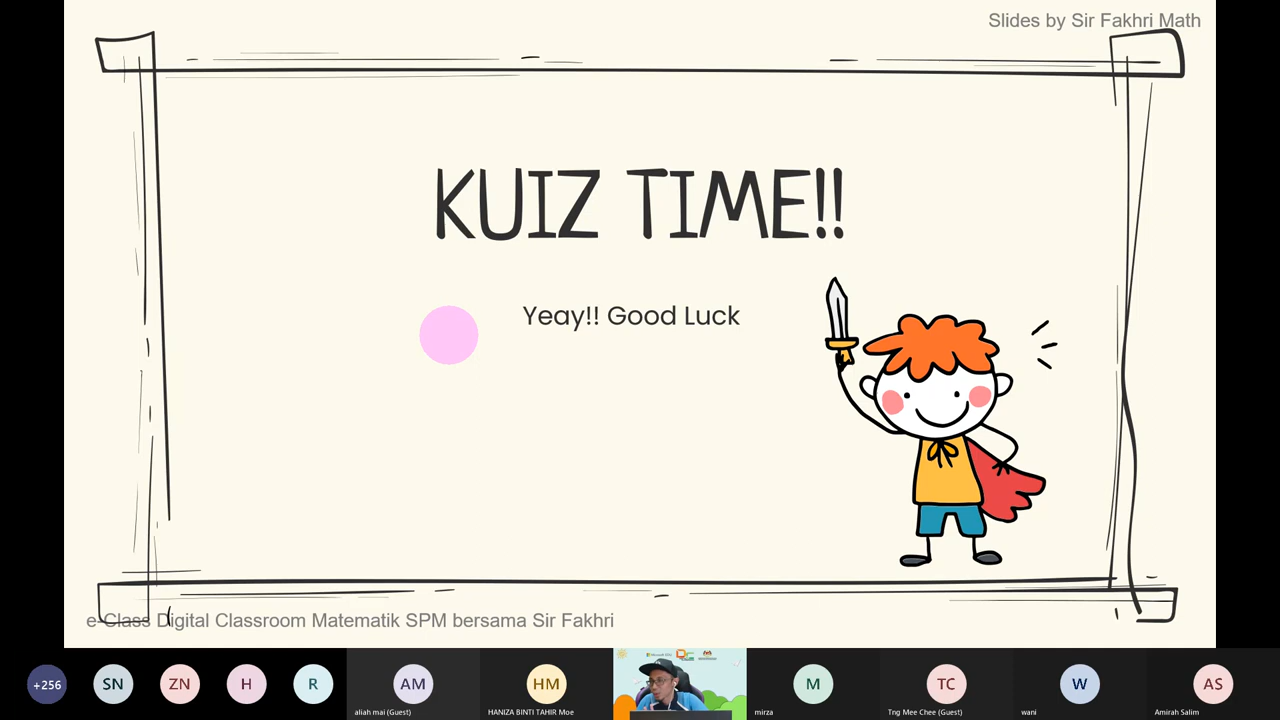 Slides by Sir Fakhri Math
KUIZ TIME!!
Yeay!! Good Luck
e-Class Digital Classroom Matematik SPM bersama Sir Fakhri
+256
SN
ZN
H
R
AM
aliah mai (Guest)
HM
HANIZA BINTI TAHIR Moe
M
mirza
TC
Tng Mee Chee (Guest)
W
wani
AS
Amirah Salim